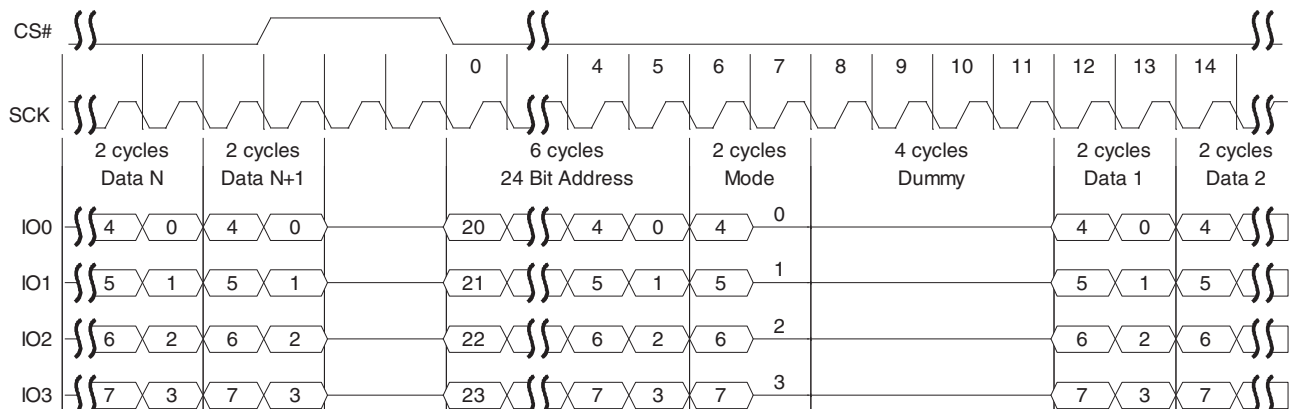 CS#
0 4 5 6 7 8 9 10 11 12 13 14
SCK
2 cycles 2 cycles 6 cycles 2 cycles 4 cycles 2 cycles 2 cycles
Data N Data N+1 24 Bit Address Mode Dummy Data 1 Data 2
IO0 4 0 4 0 20 4 0 4 0 4 0 4
IO1 5 1 5 1 21 5 1 5 1 5 1 5
IO2 6 2 6 2 22 6 2 6 2 6 2 6
IO3 7 3 7 3 23 7 3 7 3 7 3 7